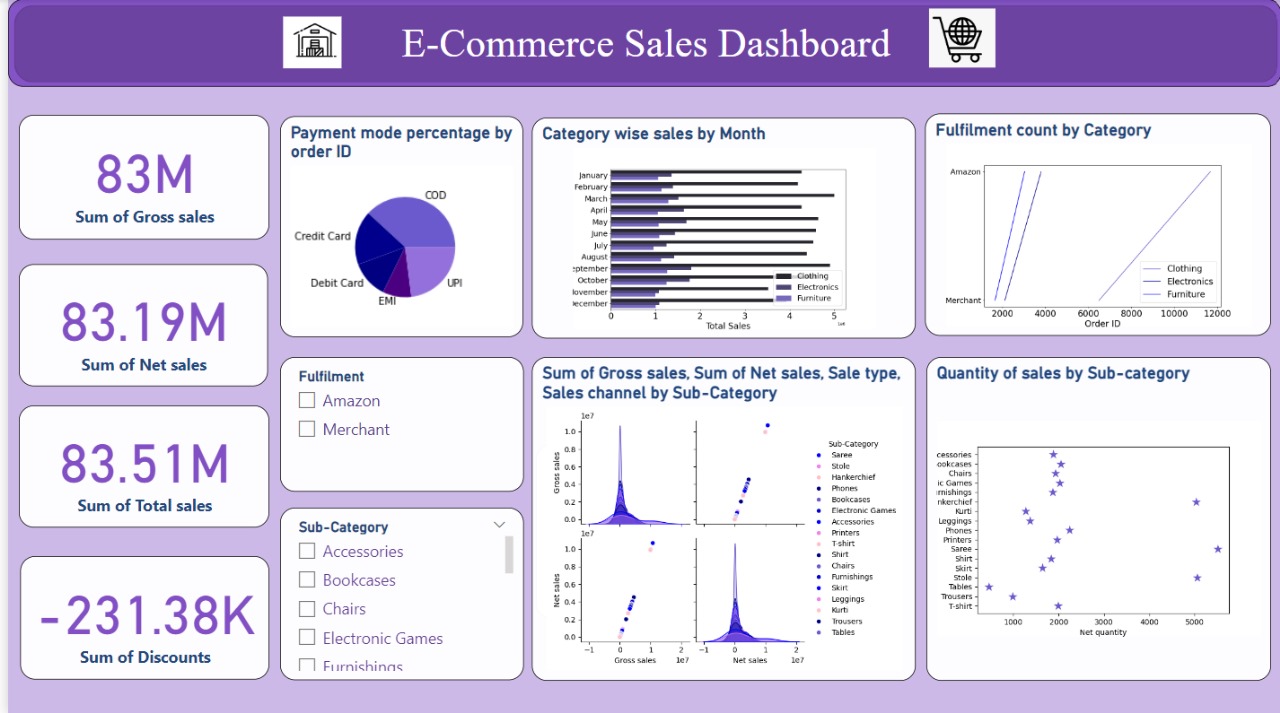 E-Commerce Sales Dashboard
83M
Sum of Gross sales
83.19M
Sum of Net sales
83.51M
Sum of Total sales
-231.38K
Sum of Discounts
Payment mode percentage by
order ID
COD
Credit Card
Debit Card
EMI
UPI
Fulfilment
Amazon
Merchant
Sub-Category
Accessories
Bookcases
Chairs
Electronic Games
Furnishings
Category wise sales by Month
January
February
March
April
May
June
July
August
eptember
October
lovember
ecember
Clothing
Electronics
Furniture
0 1 2 3 4 5
Total Sales
Sum of Gross sales, Sum of Net sales, Sale type,
Sales channel by Sub-Category
1e7
1.0
0.8
0.6
0.4
0.2
0.0
Gross sales
1e7
1.0
0.8
0.6
0.4
0.2
0.0
Net sales
−1 0 1 2
Gross sales 1e7
−1 0 1 2
Net sales 1e7
Sub-Category
Saree
Stole
Hankerchief
Phones
Bookcases
Electronic Games
Accessories
Printers
T-shirt
Shirt
Chairs
Furnishings
Skirt
Leggings
Kurti
Trousers
Tables
Fulfilment count by Category
Amazon
Merchant
Clothing
Electronics
Furniture
2000 4000 6000 8000 10000 12000
Order ID
Quantity of sales by Sub-category
cessories
ookcases
Chairs
ic Games
rnishings
nkerchief
Kurti
Leggings
Phones
Printers
Saree
Shirt
Skirt
Stole
Tables
Trousers
T-shirt
1000 2000 3000 4000 5000
Net quantity